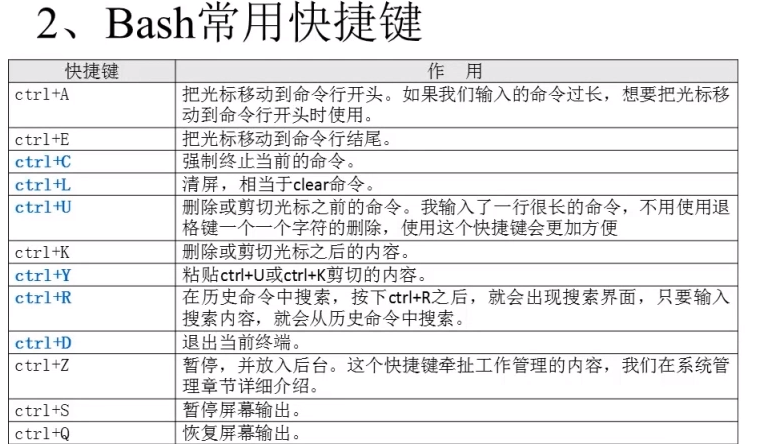 2、Bash常用快捷键
快捷键 作 用
ctrl+A 把光标移动到命令行开头。如果我们输入的命令过长，想要把光标移
动到命令行开头时使用。
ctrl+E 把光标移动到命令行结尾。
ctrl+C 强制终止当前的命令。
ctrl+L 清屏，相当于clear命令。
ctrl+U 删除或剪切光标之前的命令。我输入了一行很长的命令，不用使用退
格键一个一个字符的删除，使用这个快捷键会更加方便
ctrl+K 删除或剪切光标之后的内容。
ctrl+Y 粘贴ctrl+U或ctrl+K剪切的内容。
ctrl+R 在历史命令中搜索，按下ctrl+R之后，就会出现搜索界面，只要输入
搜索内容，就会从历史命令中搜索。
ctrl+D 退出当前终端。
ctrl+Z 暂停，并放入后台。这个快捷键牵扯工作管理的内容，我们在系统管
理章节详细介绍。
ctrl+S 暂停屏幕输出。
ctrl+Q 恢复屏幕输出。